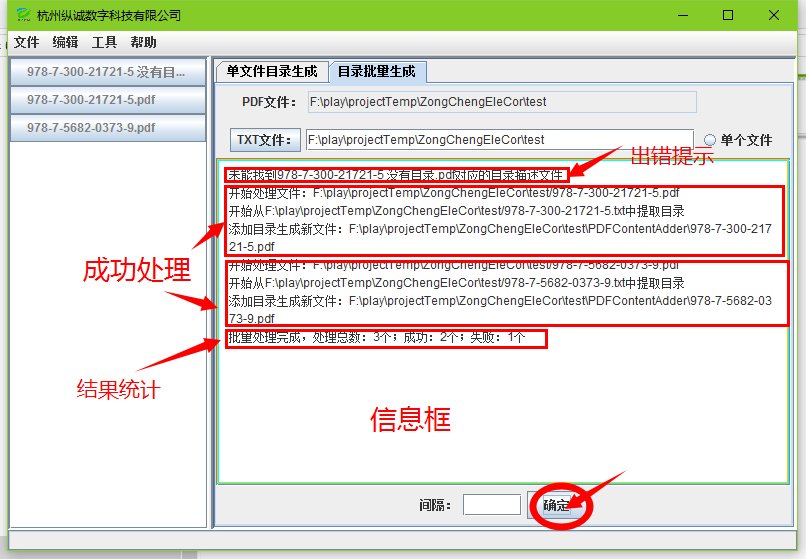 杭州纵诚数字科技有限公司
文件 编辑 工具 帮助
978-7-300-21721-5 没有目...
978-7-300-21721-5.pdf
978-7-5682-0373-9.pdf
单文件目录生成 目录批量生成
PDF文件： F:\play\projectTemp\ZongChengEleCor\test
TXT文件： F:\play\projectTemp\ZongChengEleCor\test 单个文件
出错提示
未能找到978-7-300-21721-5 没有目录.pdf对应的目录描述文件
开始处理文件：F:\play\projectTemp\ZongChengEleCor\test/978-7-300-21721-5.pdf
开始从F:\play\projectTemp\ZongChengEleCor\test/978-7-300-21721-5.txt中提取目录
添加目录生成新文件：F:\play\projectTemp\ZongChengEleCor\test\PDFContentAdder\978-7-300-217
21-5.pdf
成功处理
开始处理文件：F:\play\projectTemp\ZongChengEleCor\test/978-7-5682-0373-9.pdf
开始从F:\play\projectTemp\ZongChengEleCor\test/978-7-5682-0373-9.txt中提取目录
添加目录生成新文件：F:\play\projectTemp\ZongChengEleCor\test\PDFContentAdder\978-7-5682-03
73-9.pdf
批量处理完成，处理总数：3个；成功：2个；失败：1个
结果统计
信息框
间隔： 确定